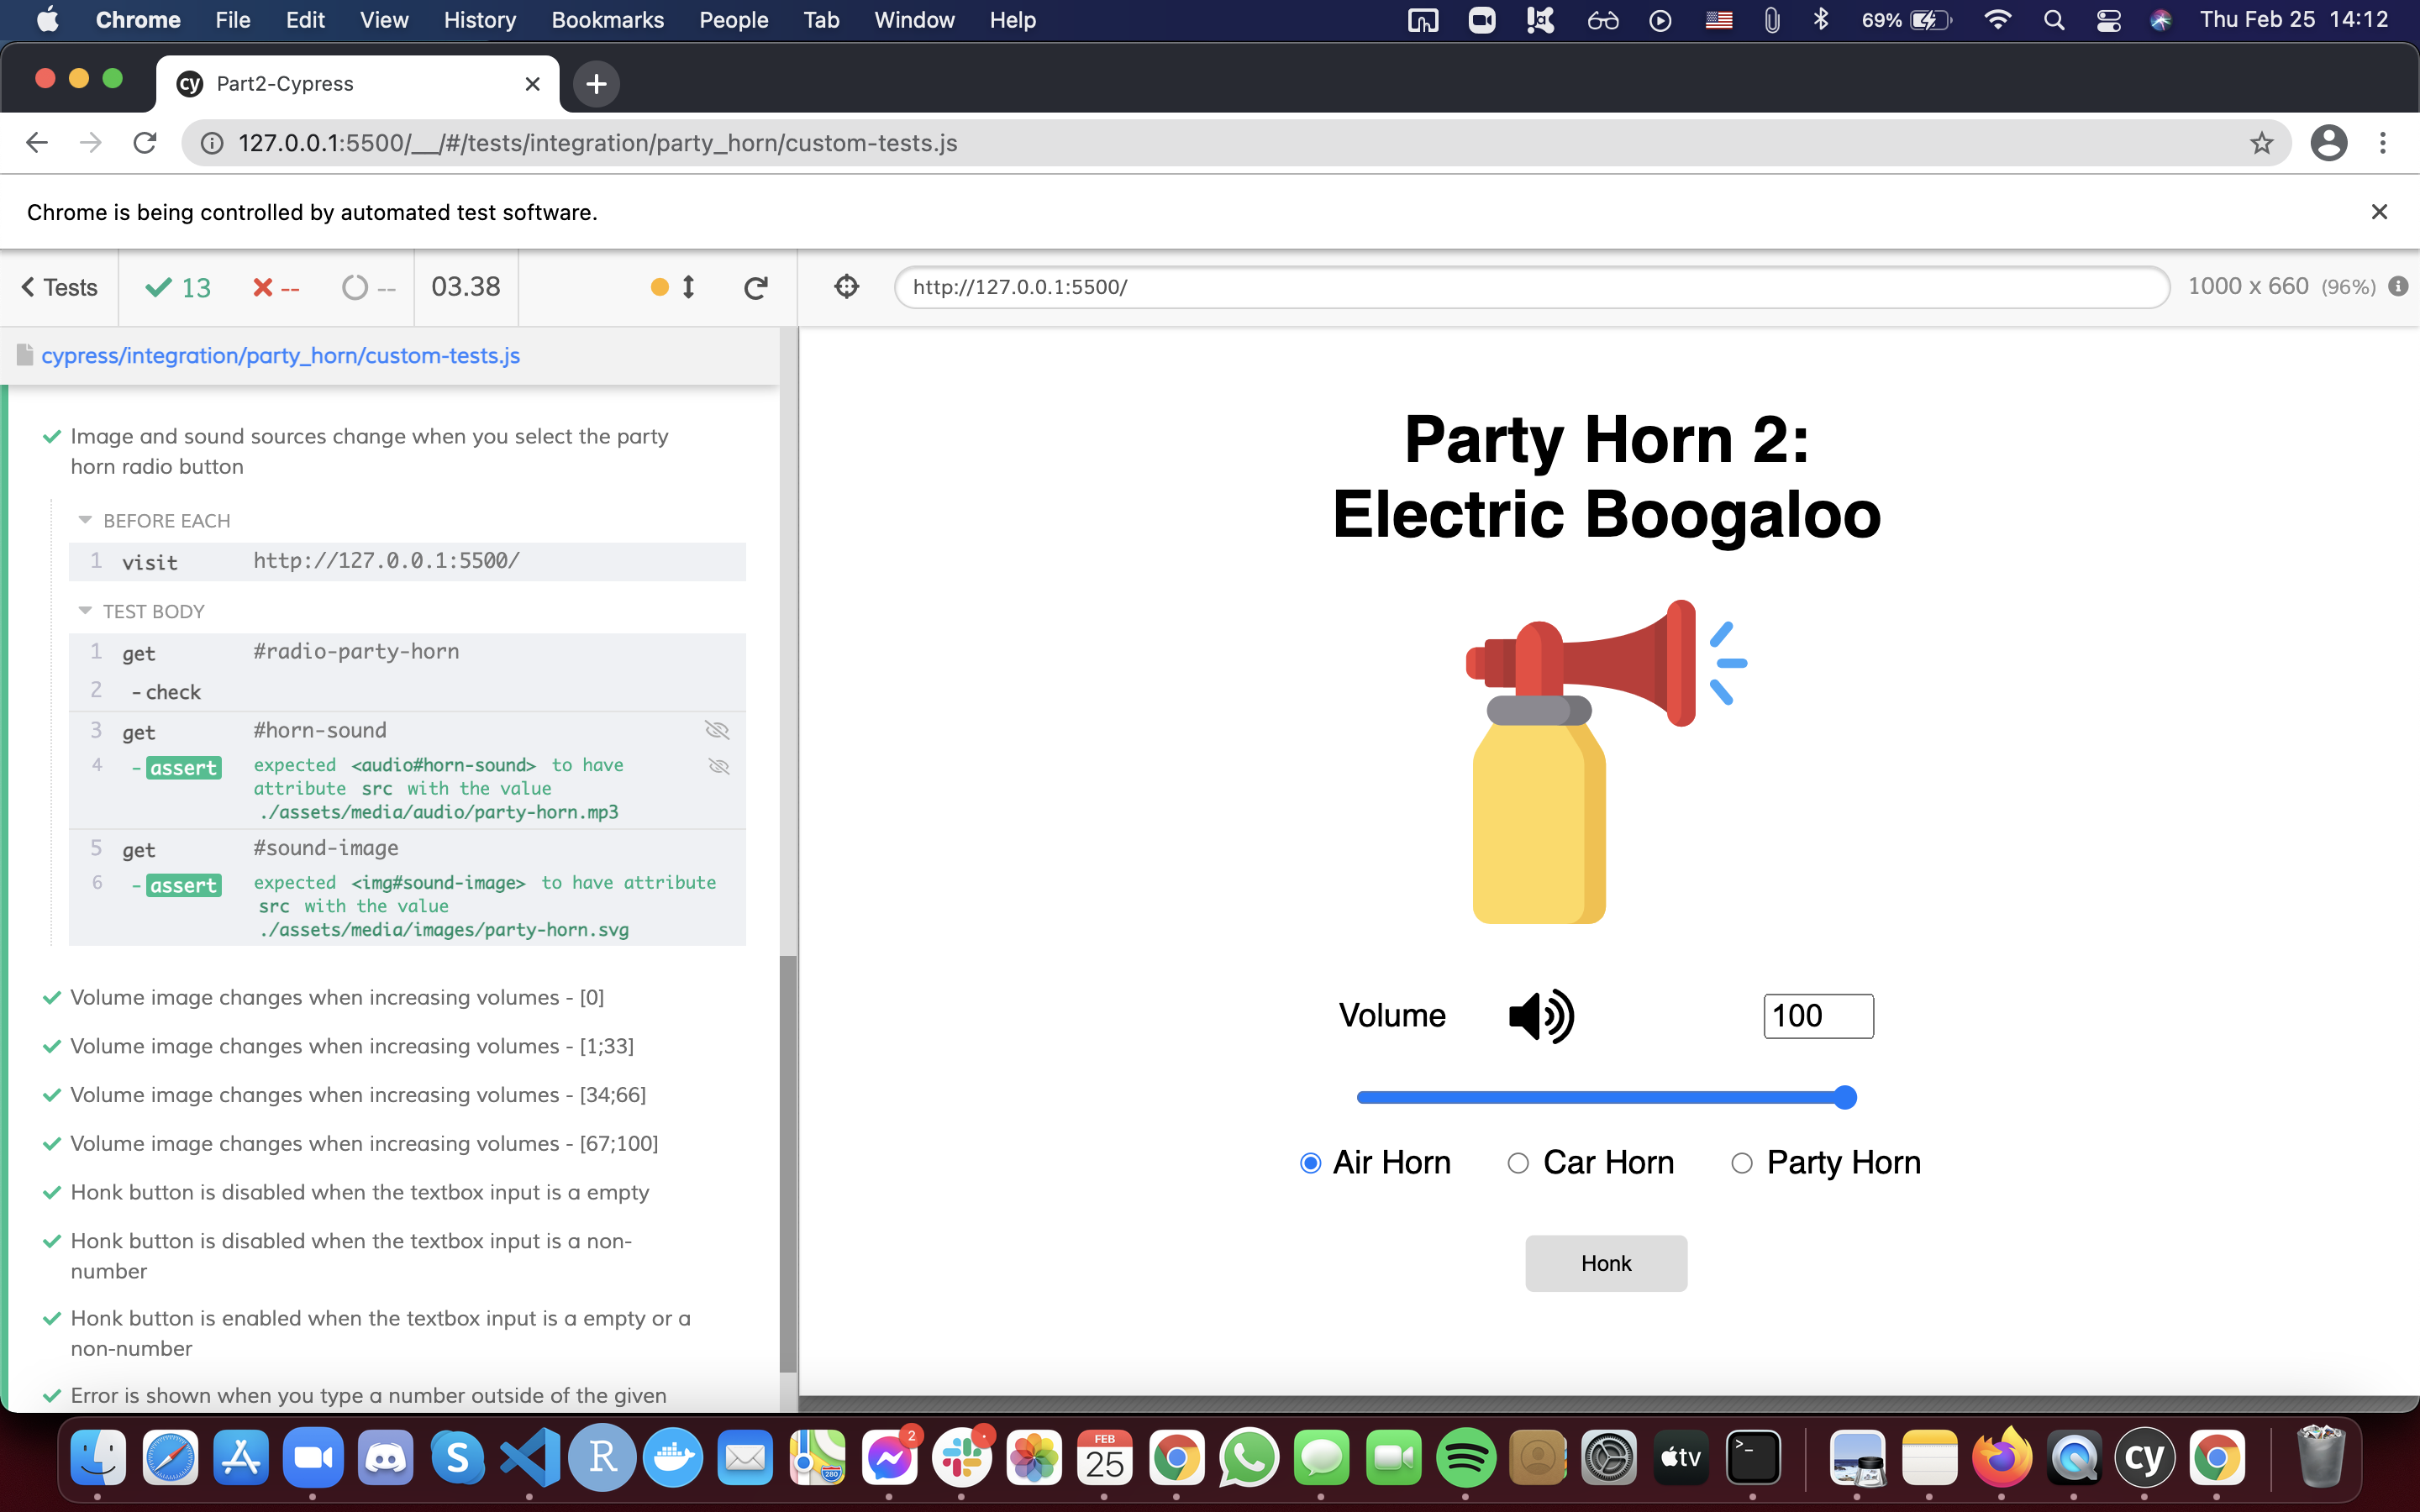 Chrome File Edit View History Bookmarks People Tab Window Help 69% Thu Feb 25 14:12
cy Part2-Cypress
127.0.0.1:5500/__/#/tests/integration/party_horn/custom-tests.js
Chrome is being controlled by automated test software.
Tests 13 -- -- 03.38 http://127.0.0.1:5500/ 1000 x 660 (96%)
cypress/integration/party_horn/custom-tests.js
Image and sound sources change when you select the party
horn radio button
BEFORE EACH
1 visit http://127.0.0.1:5500/
TEST BODY
1 get #radio-party-horn
2 -check
3 get #horn-sound
4 -assert expected <audio#horn-sound> to have
attribute src with the value
./assets/media/audio/party-horn.mp3
5 get #sound-image
6 -assert expected <img#sound-image> to have attribute
src with the value
./assets/media/images/party-horn.svg
Volume image changes when increasing volumes - [0]
Volume image changes when increasing volumes - [1;33]
Volume image changes when increasing volumes - [34;66]
Volume image changes when increasing volumes - [67;100]
Honk button is disabled when the textbox input is a empty
Honk button is disabled when the textbox input is a non-
number
Honk button is enabled when the textbox input is a empty or a
non-number
Error is shown when you type a number outside of the given
Party Horn 2:
Electric Boogaloo
Volume 100
Air Horn Car Horn Party Horn
Honk
S R 280 2 FEB 25 tv >_ cy